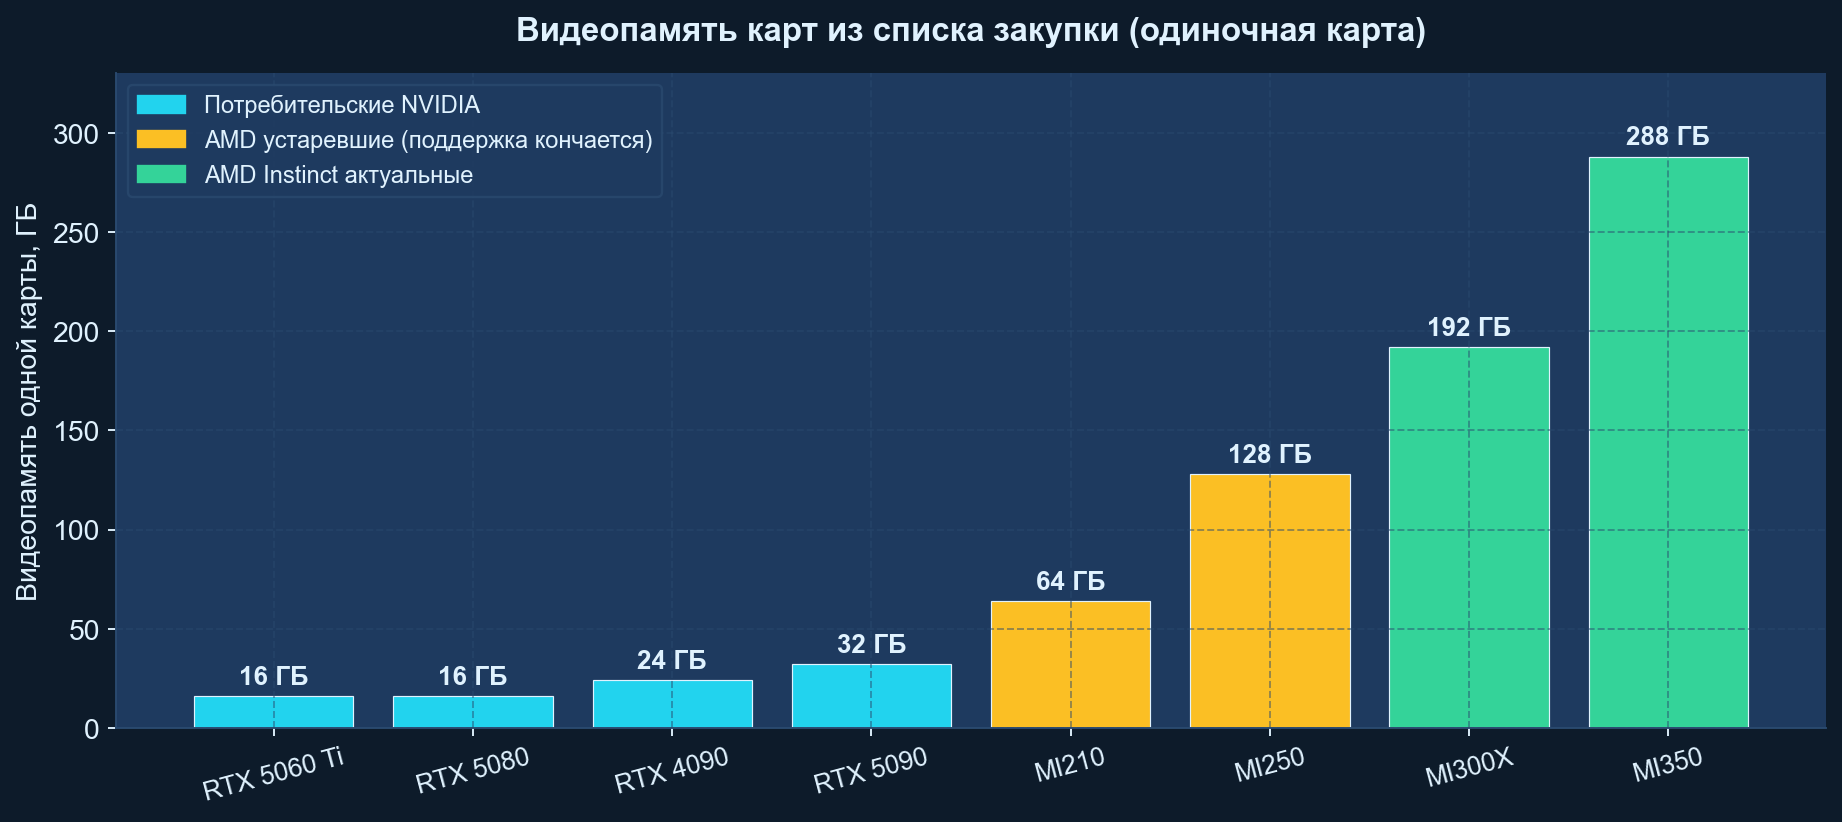 Видеопамять карт из списка закупки (одиночная карта)
Потребительские NVIDIA
AMD устаревшие (поддержка кончается)
AMD Instinct актуальные
Видеопамять одной карты, ГБ
300
250
200
150
100
50
0
16 ГБ
16 ГБ
24 ГБ
32 ГБ
64 ГБ
128 ГБ
192 ГБ
288 ГБ
RTX 5060 Ti
RTX 5080
RTX 4090
RTX 5090
MI210
MI250
MI300X
MI350